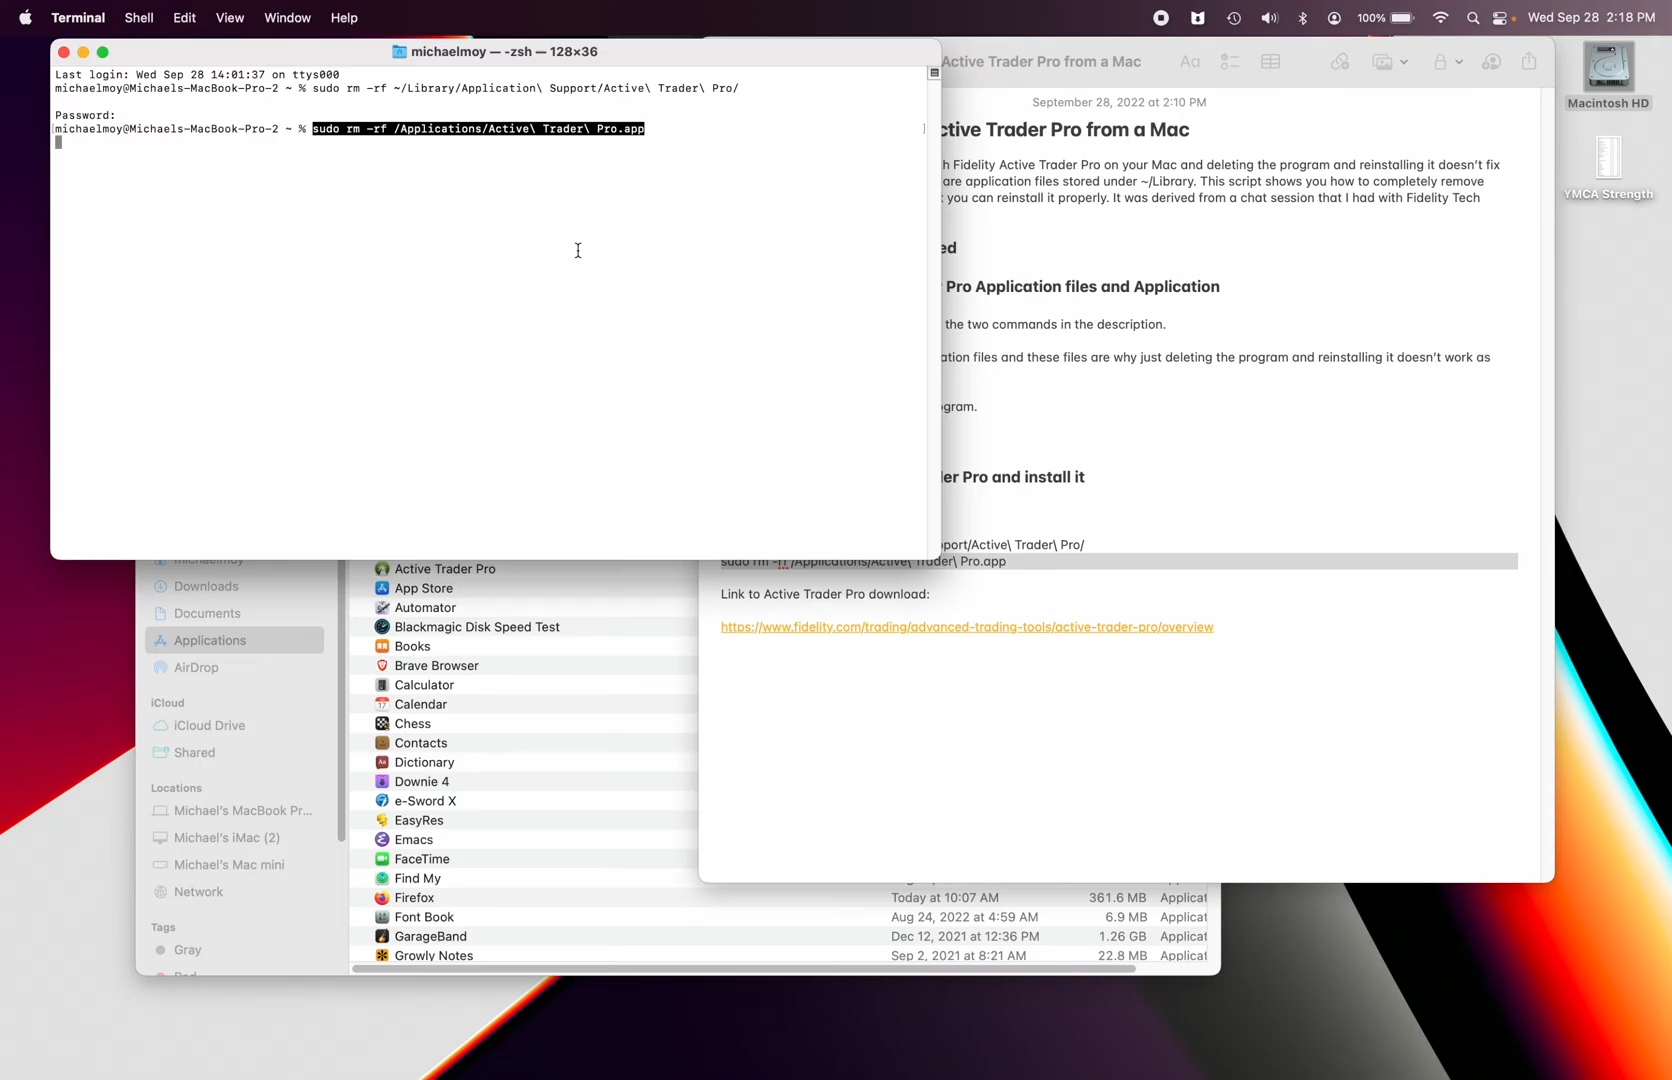 Terminal Shell Edit View Window Help
100% Wed Sep 28 2:18 PM
michaelmoy — -zsh — 128×36
Last login: Wed Sep 28 14:01:37 on ttys000
michaelmoy@Michaels-MacBook-Pro-2 ~ % sudo rm -rf ~/Library/Application\ Support/Active\ Trader\ Pro/
Password:
michaelmoy@Michaels-MacBook-Pro-2 ~ % sudo rm -rf /Applications/Active\ Trader\ Pro.app
Active Trader Pro from a Mac
Aa
September 28, 2022 at 2:10 PM
ctive Trader Pro from a Mac
h Fidelity Active Trader Pro on your Mac and deleting the program and reinstalling it doesn't fix
are application files stored under ~/Library. This script shows you how to completely remove
you can reinstall it properly. It was derived from a chat session that I had with Fidelity Tech
ed
Pro Application files and Application
the two commands in the description.
ation files and these files are why just deleting the program and reinstalling it doesn't work as
ogram.
er Pro and install it
pport/Active\ Trader\ Pro/
sudo rm -rf /Applications/Active\ Trader\ Pro.app
Link to Active Trader Pro download:
https://www.fidelity.com/trading/advanced-trading-tools/active-trader-pro/overview
Macintosh HD
YMCA Strength
michaelmoy
Downloads
Documents
Applications
AirDrop
iCloud
iCloud Drive
Shared
Locations
Michael's MacBook Pr...
Michael's iMac (2)
Michael's Mac mini
Network
Tags
Gray
Red
Active Trader Pro
App Store
Automator
Blackmagic Disk Speed Test
Books
Brave Browser
Calculator
Calendar
Chess
Contacts
Dictionary
Downie 4
e-Sword X
EasyRes
Emacs
FaceTime
Find My
Firefox Today at 10:07 AM 361.6 MB Applicat
Font Book Aug 24, 2022 at 4:59 AM 6.9 MB Applicat
GarageBand Dec 12, 2021 at 12:36 PM 1.26 GB Applicat
Growly Notes Sep 2, 2021 at 8:21 AM 22.8 MB Applicat